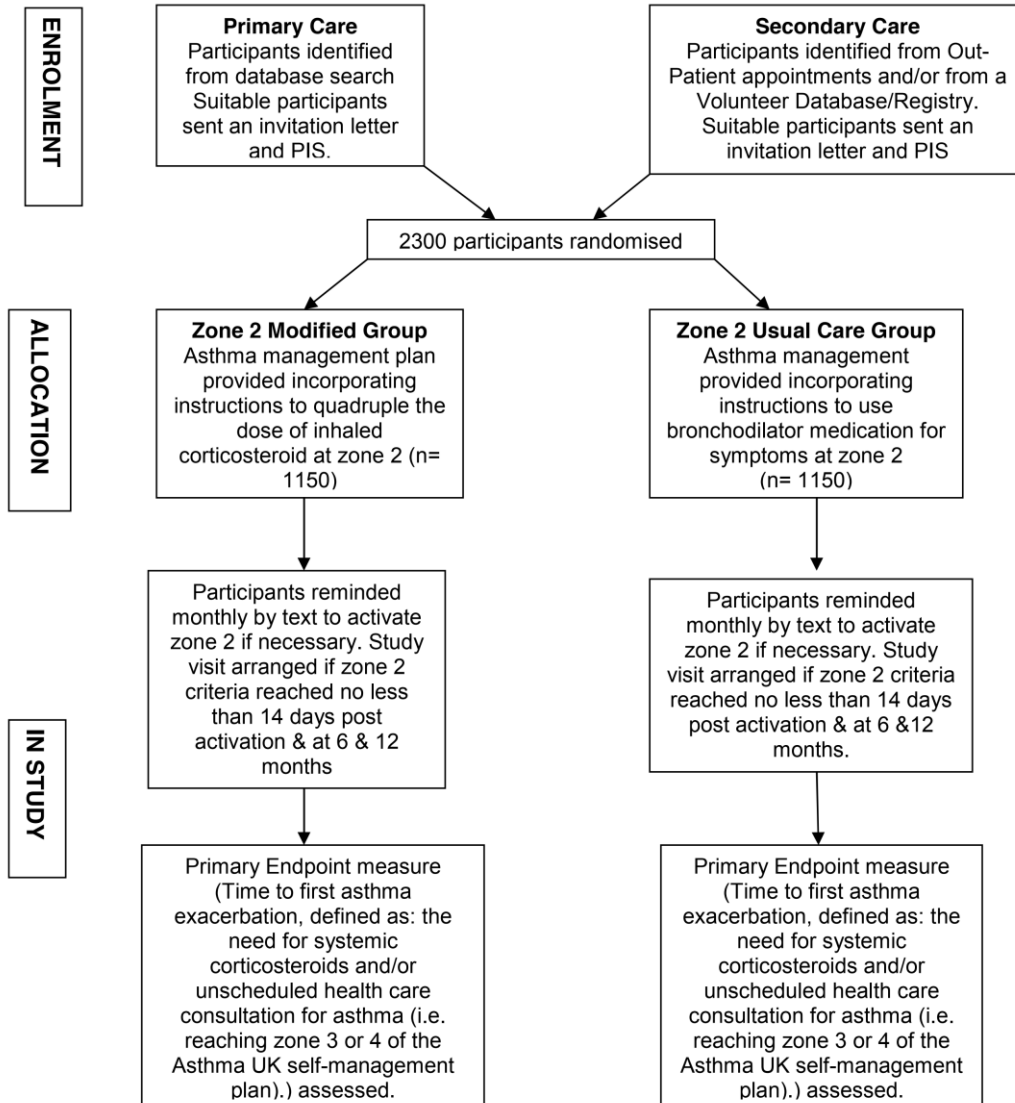 ENROLMENT
Primary Care
Participants identified
from database search
Suitable participants
sent an invitation letter
and PIS.
Secondary Care
Participants identified from Out-
Patient appointments and/or from a
Volunteer Database/Registry.
Suitable participants sent an
invitation letter and PIS
2300 participants randomised
ALLOCATION
Zone 2 Modified Group
Asthma management plan
provided incorporating
instructions to quadruple the
dose of inhaled
corticosteroid at zone 2 (n=
1150)
Zone 2 Usual Care Group
Asthma management
provided incorporating
instructions to use
bronchodilator medication for
symptoms at zone 2
(n= 1150)
IN STUDY
Participants reminded
monthly by text to activate
zone 2 if necessary. Study
visit arranged if zone 2
criteria reached no less
than 14 days post
activation & at 6 & 12
months
Participants reminded
monthly by text to activate
zone 2 if necessary. Study
visit arranged if zone 2 criteria
reached no less than 14 days
post activation & at 6 &12
months.
Primary Endpoint measure
(Time to first asthma
exacerbation, defined as: the
need for systemic
corticosteroids and/or
unscheduled health care
consultation for asthma (i.e.
reaching zone 3 or 4 of the
Asthma UK self-management
plan).) assessed.
Primary Endpoint measure
(Time to first asthma
exacerbation, defined as: the
need for systemic
corticosteroids and/or
unscheduled health care
consultation for asthma (i.e.
reaching zone 3 or 4 of the
Asthma UK self-management
plan).) assessed.